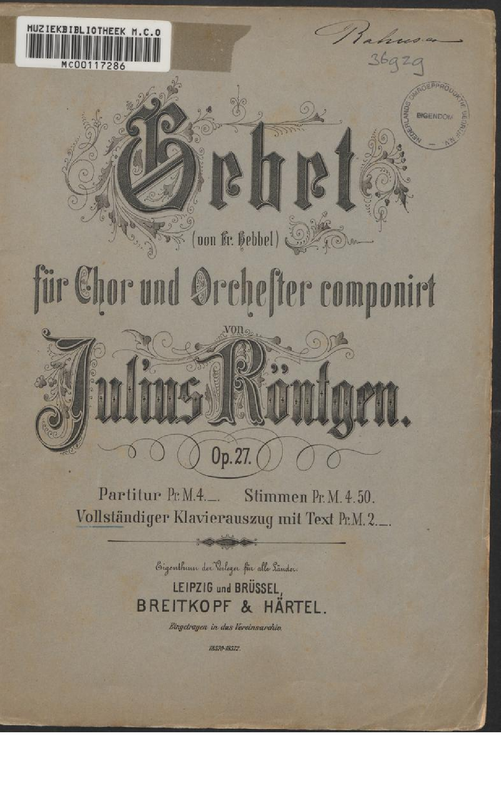 MUZIEKBIBLIOTHEEK M.C.O
MC00117286
36929
EIGENDOM
Gebet
(von Fr. Hebbel)
für Chor und Orchester componirt
von
Julius Röntgen.
Op. 27.
Partitur Pr. M. 4._. Stimmen Pr. M. 4. 50.
Vollständiger Klavierauszug mit Text Pr. M. 2._.
Eigenthum der Verleger für alle Länder.
LEIPZIG und BRÜSSEL,
BREITKOPF & HÄRTEL.
Eingetragen in das Vereinsarchiv.